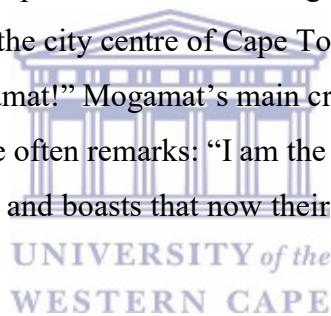 the city centre of Cape To
amat!” Mogamat’s main cr
e often remarks: “I am the
and boasts that now their
UNIVERSITY of the
WESTERN CAPE